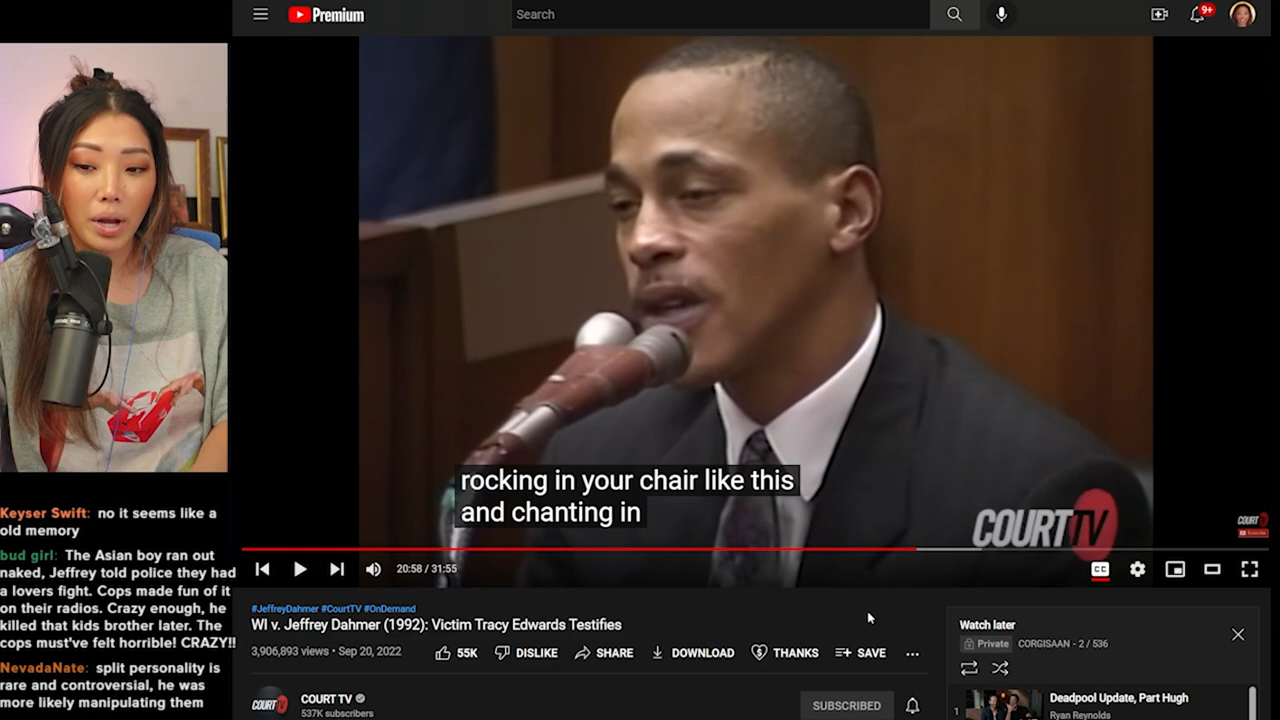 Premium
Search
9+
rocking in your chair like this
and chanting in
COURT TV
COURT
20:58 / 31:55
CC
#JeffreyDahmer #CourtTV #OnDemand
WI v. Jeffrey Dahmer (1992): Victim Tracy Edwards Testifies
3,906,893 views • Sep 20, 2022
55K
DISLIKE
SHARE
DOWNLOAD
THANKS
SAVE
COURT TV
537K subscribers
SUBSCRIBED
Watch later
Private CORGISAAN - 2 / 536
1
Deadpool Update, Part Hugh
Ryan Reynolds
Keyser Swift: no it seems like a
old memory
bud girl: The Asian boy ran out
naked, Jeffrey told police they had
a lovers fight. Cops made fun of it
on their radios. Crazy enough, he
killed that kids brother later. The
cops must've felt horrible! CRAZY!!
NevadaNate: split personality is
rare and controversial, he was
more likely manipulating them